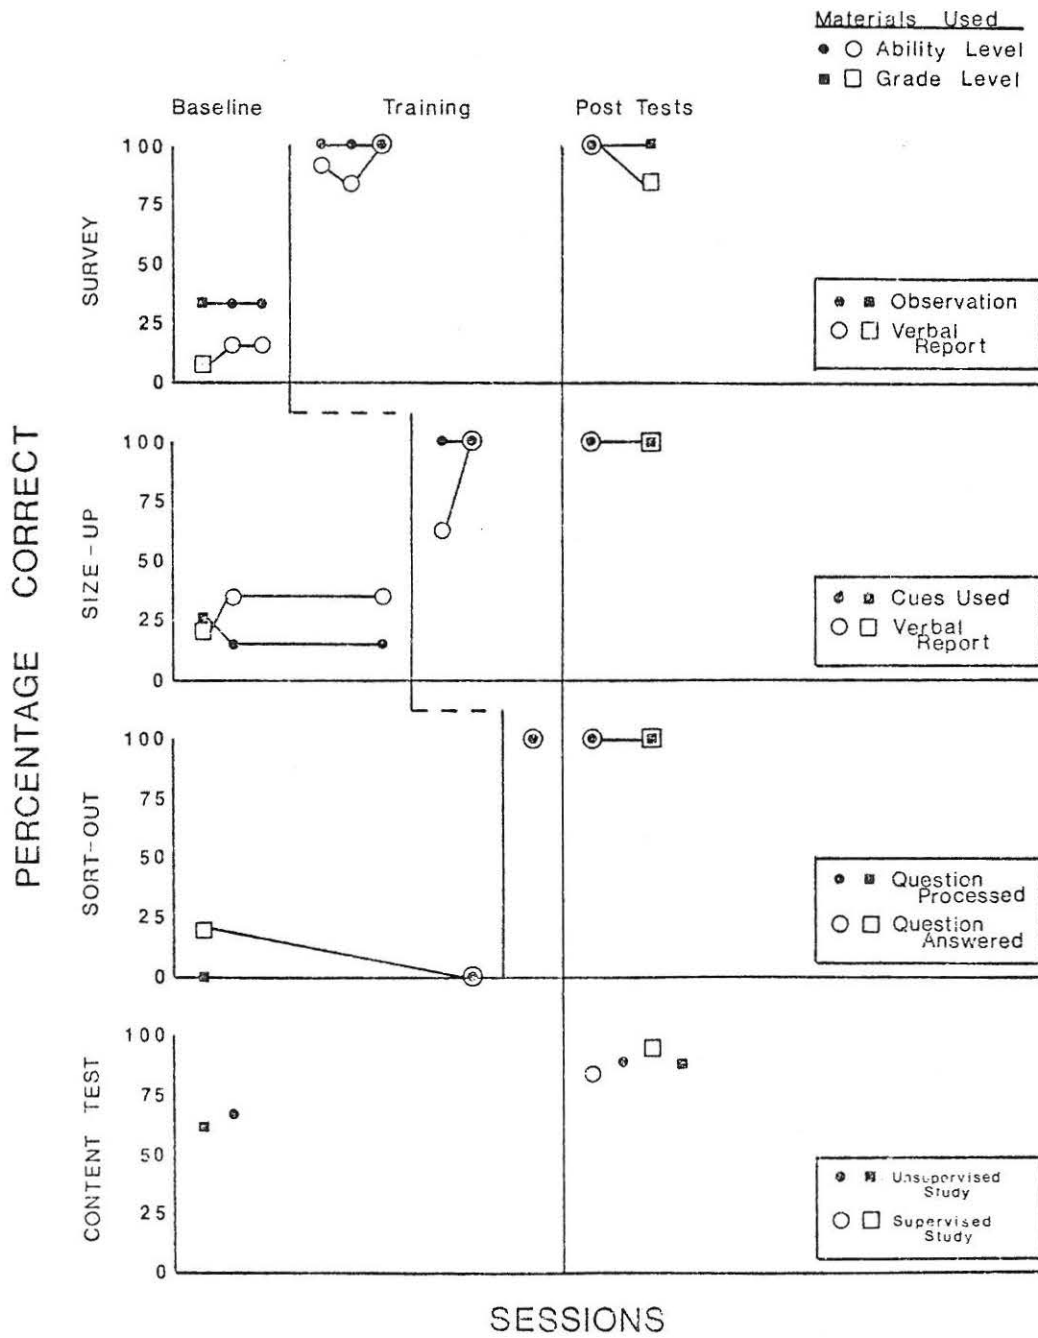 Materials Used
Ability Level
Grade Level
Baseline Training Post Tests
PERCENTAGE CORRECT
SURVEY
100
75
50
25
0
Observation
Verbal
Report
SIZE-UP
100
75
50
25
0
Cues Used
Verbal
Report
SORT-OUT
100
75
50
25
0
Question
Processed
Question
Answered
CONTENT TEST
100
75
50
25
0
Unsupervised
Study
Supervised
Study
SESSIONS